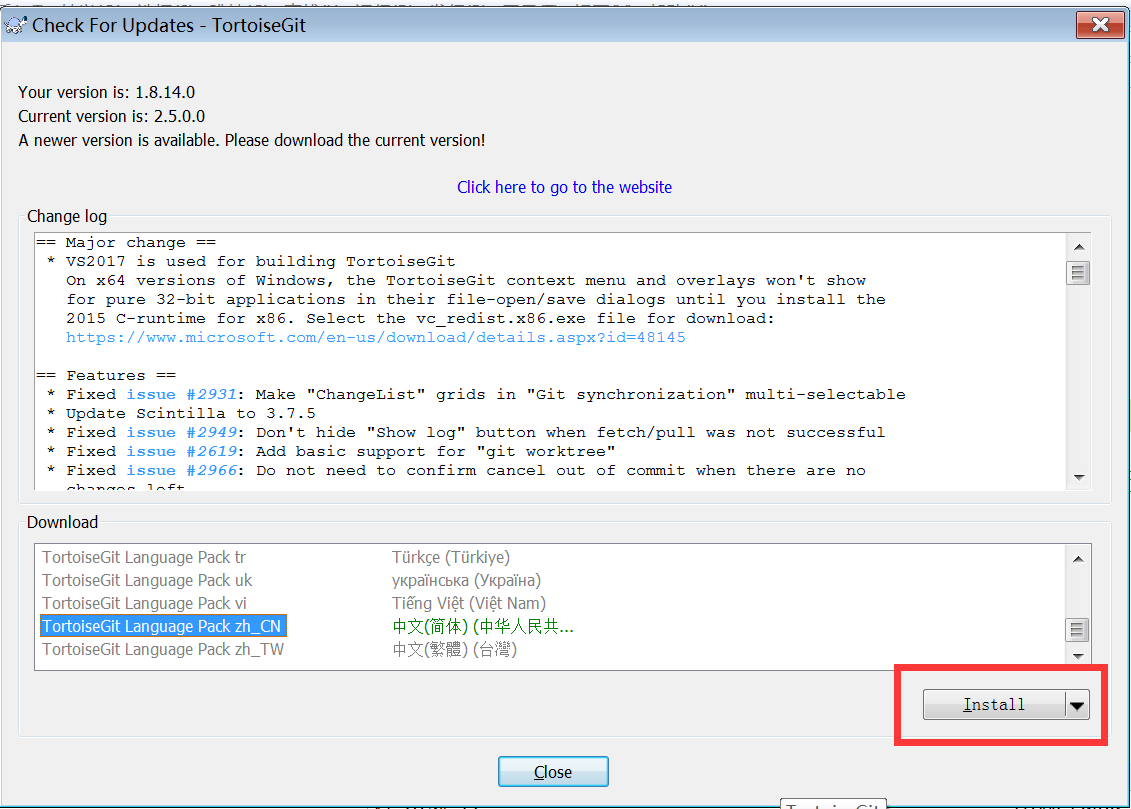 Check For Updates - TortoiseGit
Your version is: 1.8.14.0
Current version is: 2.5.0.0
A newer version is available. Please download the current version!
Click here to go to the website
Change log
== Major change ==
* VS2017 is used for building TortoiseGit
On x64 versions of Windows, the TortoiseGit context menu and overlays won't show
for pure 32-bit applications in their file-open/save dialogs until you install the
2015 C-runtime for x86. Select the vc_redist.x86.exe file for download:
https://www.microsoft.com/en-us/download/details.aspx?id=48145
== Features ==
* Fixed issue #2931: Make "ChangeList" grids in "Git synchronization" multi-selectable
* Update Scintilla to 3.7.5
* Fixed issue #2949: Don't hide "Show log" button when fetch/pull was not successful
* Fixed issue #2619: Add basic support for "git worktree"
* Fixed issue #2966: Do not need to confirm cancel out of commit when there are no
changes left
Download
TortoiseGit Language Pack tr Türkçe (Türkiye)
TortoiseGit Language Pack uk українська (Україна)
TortoiseGit Language Pack vi Tiếng Việt (Việt Nam)
TortoiseGit Language Pack zh_CN 中文(简体) (中华人民共...
TortoiseGit Language Pack zh_TW 中文(繁體) (台灣)
Install
Close
TortoiseGit